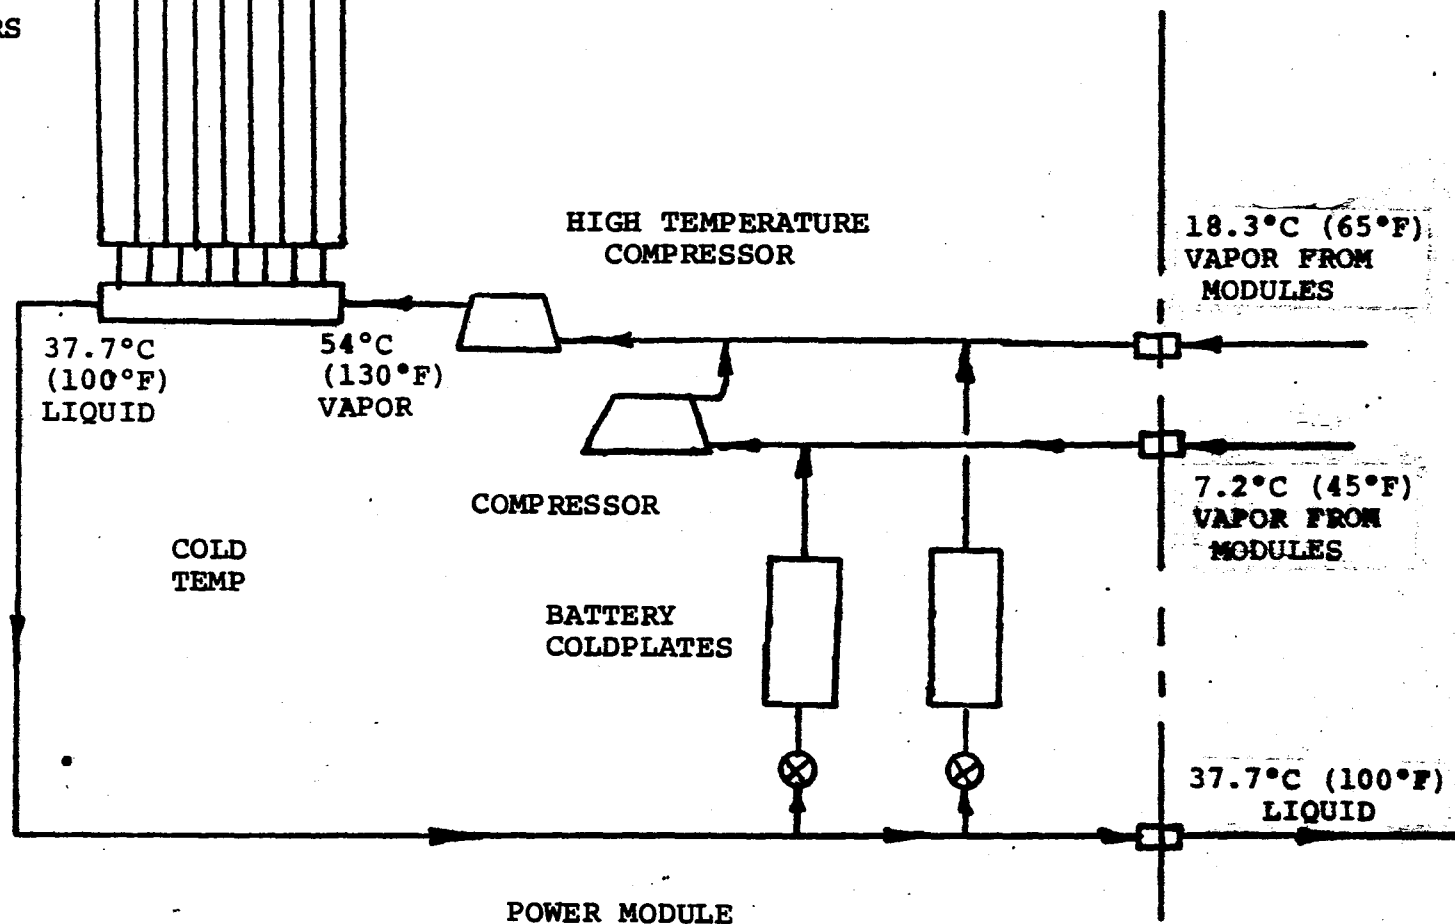 RS
HIGH TEMPERATURE
COMPRESSOR
18.3°C (65°F)
VAPOR FROM
MODULES
37.7°C
(100°F)
LIQUID
54°C
(130°F)
VAPOR
COMPRESSOR
7.2°C (45°F)
VAPOR FROM
MODULES
COLD
TEMP
BATTERY
COLDPLATES
37.7°C (100°F)
LIQUID
POWER MODULE